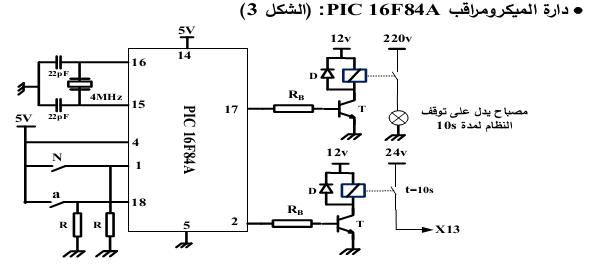 • دارة الميكرومراقب PIC 16F84A: (الشكل 3)
5V
14
12v
220v
16
22pF
D
4MHz
15
22pF
PIC 16F84A
17
RB
T
مصباح يدل على توقف
النظام لمدة 10s
5V
4
12v
24v
N
1
D
t=10s
a
18
R
R
2
RB
T
X13
5